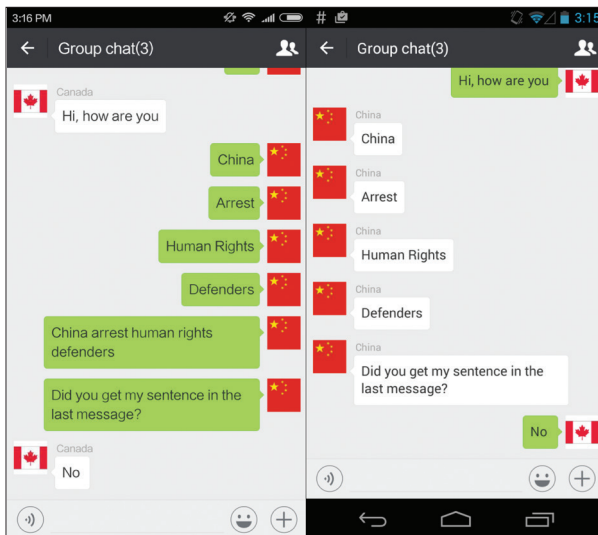 3:16 PM
Group chat(3)
Canada
Hi, how are you
China
Arrest
Human Rights
Defenders
China arrest human rights
defenders
Did you get my sentence in the
last message?
Canada
No
#
3:15
Group chat(3)
Hi, how are you
China
China
China
Arrest
China
Human Rights
China
Defenders
China
Did you get my sentence in the
last message?
No